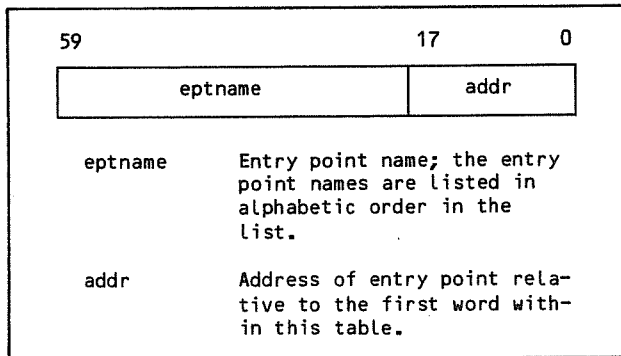 59 17 0
eptname addr
eptname Entry point name; the entry
point names are listed in
alphabetic order in the
list.
addr Address of entry point rela-
tive to the first word with-
in this table.